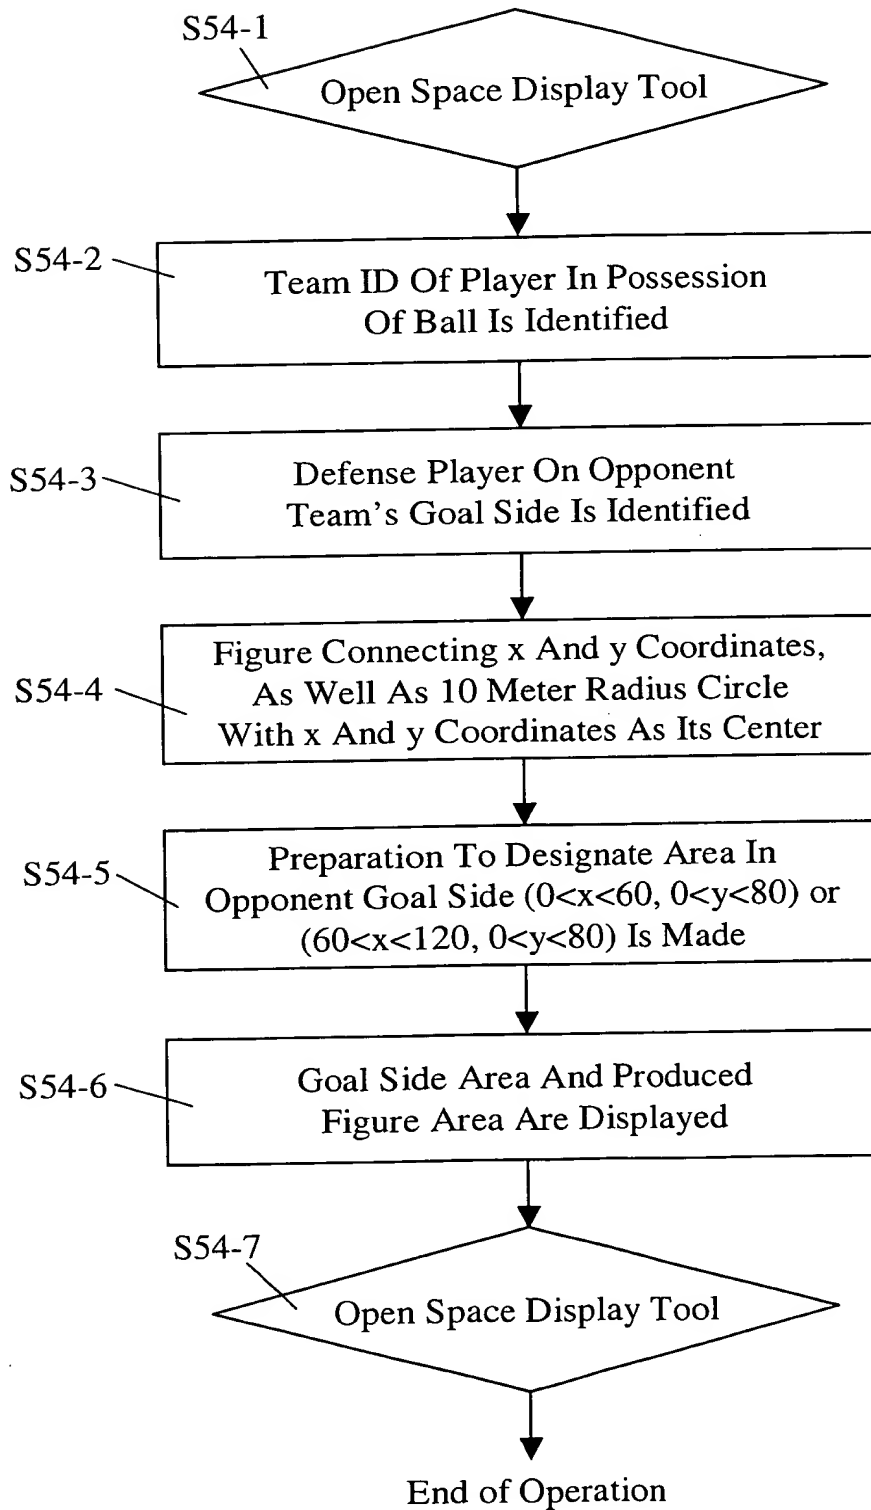 S54-1
Open Space Display Tool
S54-2
Team ID Of Player In Possession
Of Ball Is Identified
S54-3
Defense Player On Opponent
Team's Goal Side Is Identified
S54-4
Figure Connecting x And y Coordinates,
As Well As 10 Meter Radius Circle
With x And y Coordinates As Its Center
S54-5
Preparation To Designate Area In
Opponent Goal Side (0<x<60, 0<y<80) or
(60<x<120, 0<y<80) Is Made
S54-6
Goal Side Area And Produced
Figure Area Are Displayed
S54-7
Open Space Display Tool
End of Operation